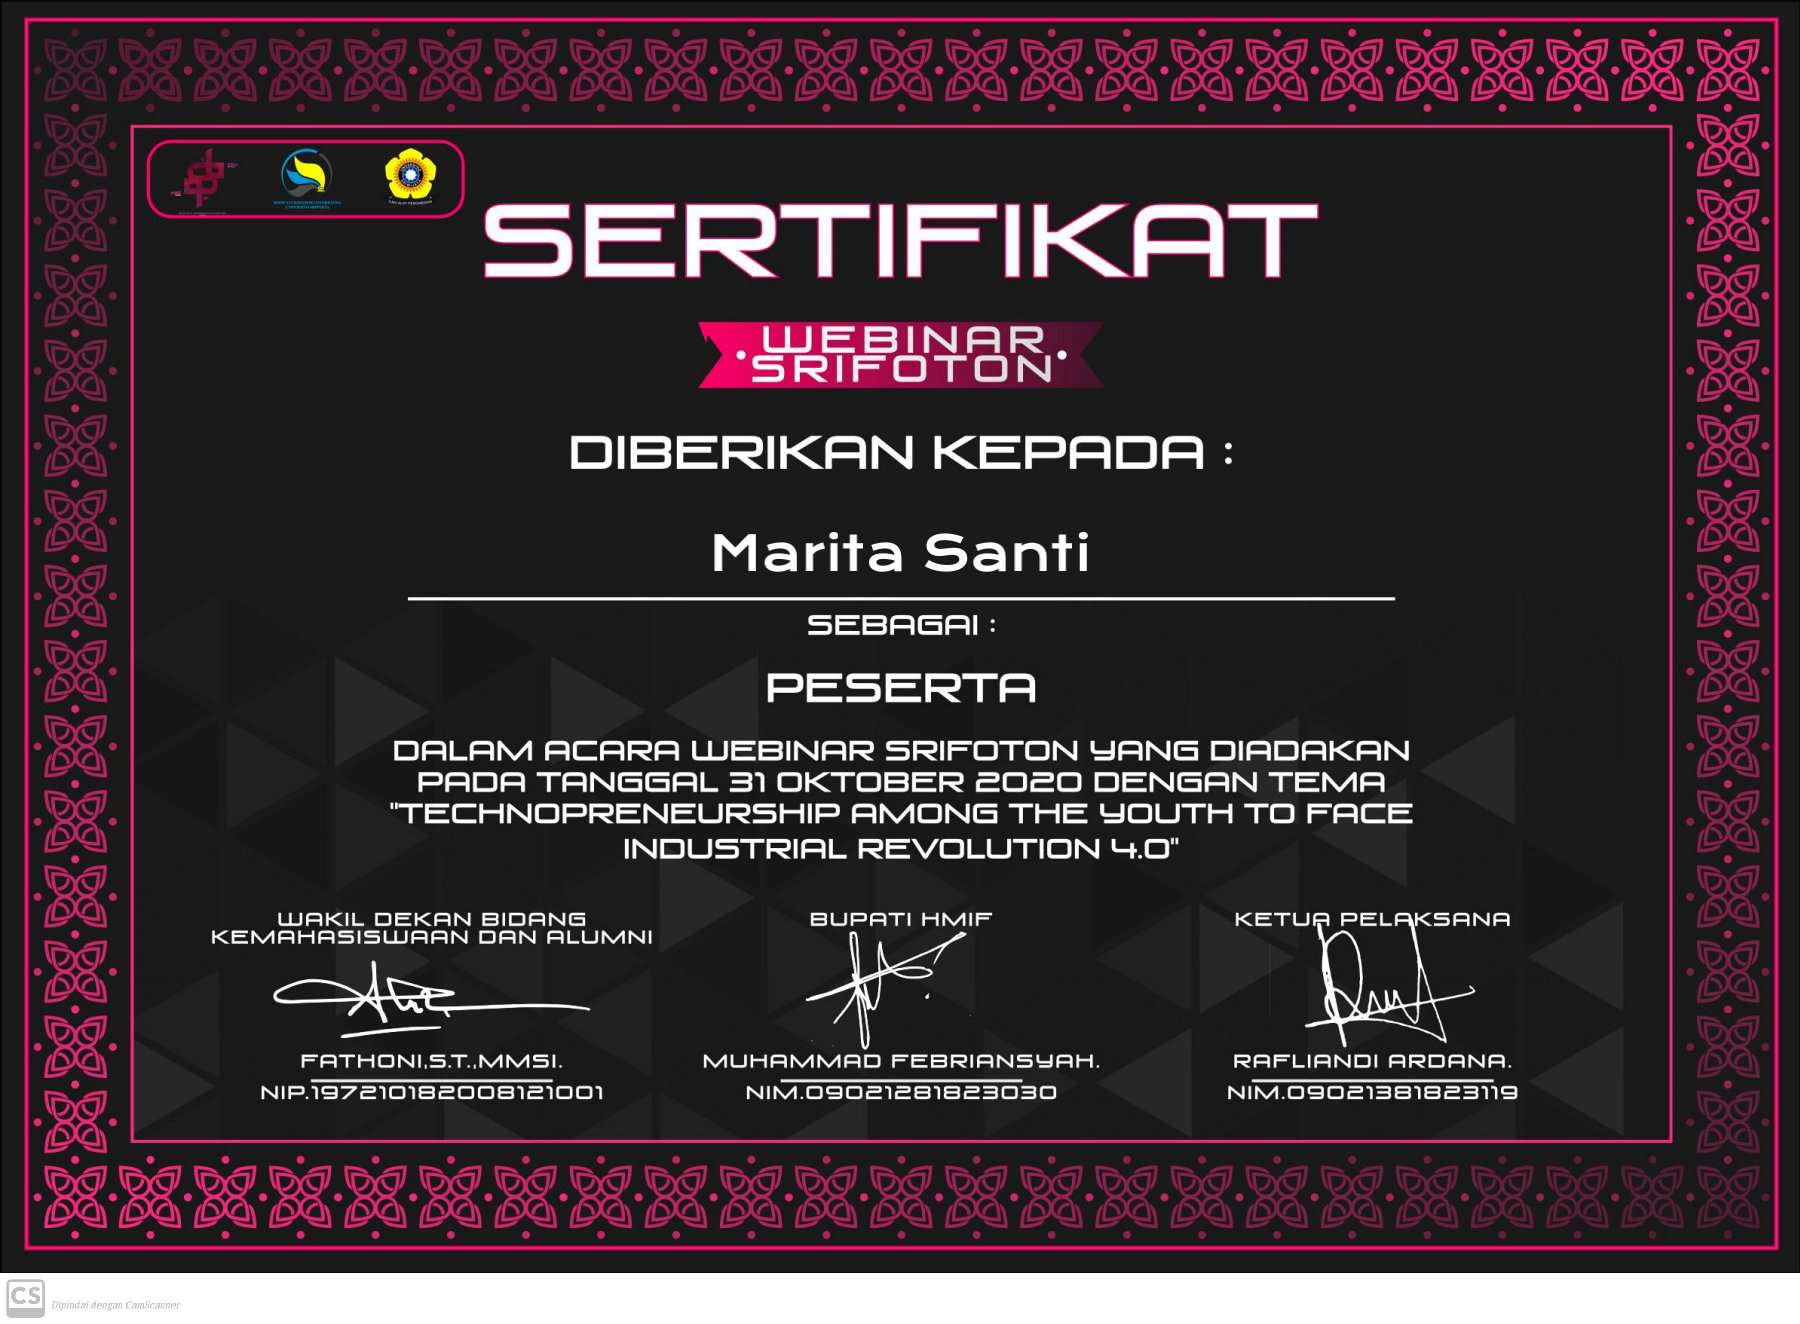 SERTIFIKAT
WEBINAR
SRIFOTON
DIBERIKAN KEPADA :
Marita Santi
SEBAGAI :
PESERTA
DALAM ACARA WEBINAR SRIFOTON YANG DIADAKAN
PADA TANGGAL 31 OKTOBER 2020 DENGAN TEMA
"TECHNOPRENEURSHIP AMONG THE YOUTH TO FACE
INDUSTRIAL REVOLUTION 4.0"
WAKIL DEKAN BIDANG
KEMAHASISWAAN DAN ALUMNI
FATHONI,S.T.,MMSI.
NIP.197210182008121001
BUPATI HMIF
MUHAMMAD FEBRIANSYAH.
NIM.09021281823030
KETUA PELAKSANA
RAFLIANDI ARDANA.
NIM.09021381823119
CS Dipindai dengan CamScanner